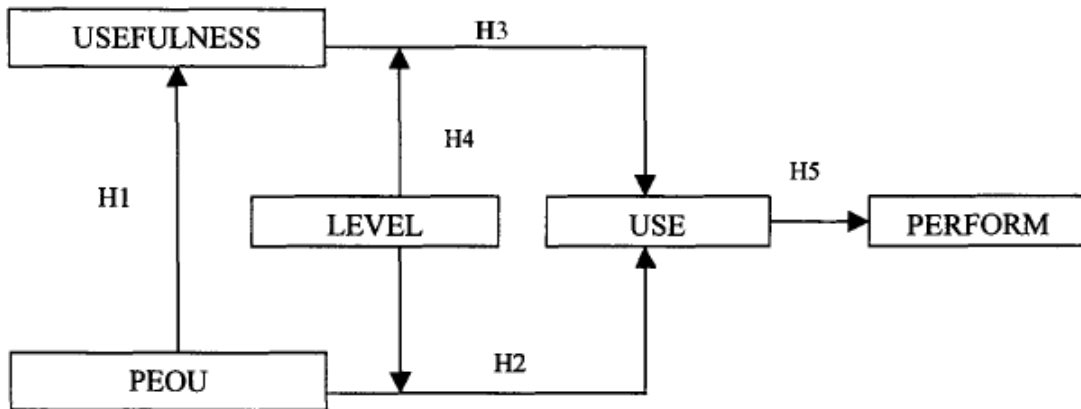 USEFULNESS
H3
H4
H5
H1
LEVEL
USE
PERFORM
H2
PEOU